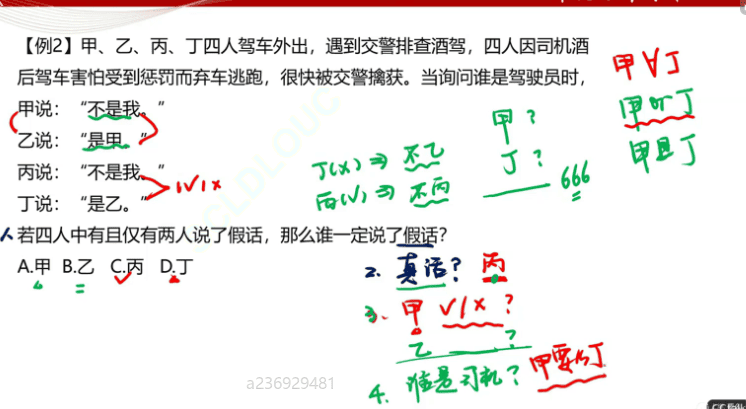 【例2】甲、乙、丙、丁四人驾车外出，遇到交警排查酒驾，四人因司机酒
后驾车害怕受到惩罚而弃车逃跑，很快被交警擒获。当询问谁是驾驶员时，
甲说：“不是我。”
乙说：“是甲。”
丙说：“不是我。”
丁说：“是乙。”
1√1×
丁(×) ⇒ 不乙
丙(√) ⇒ 不丙
甲？
丁？
666
甲∀丁
甲或丁
甲且丁
若四人中有且仅有两人说了假话，那么谁一定说了假话？
A.甲 B.乙 C.丙 D.丁
2. 真话？ 丙
3. 甲 √/×？
乙 ？
4. 谁是司机？ 甲要么丁
CLDLOUC
a236929481